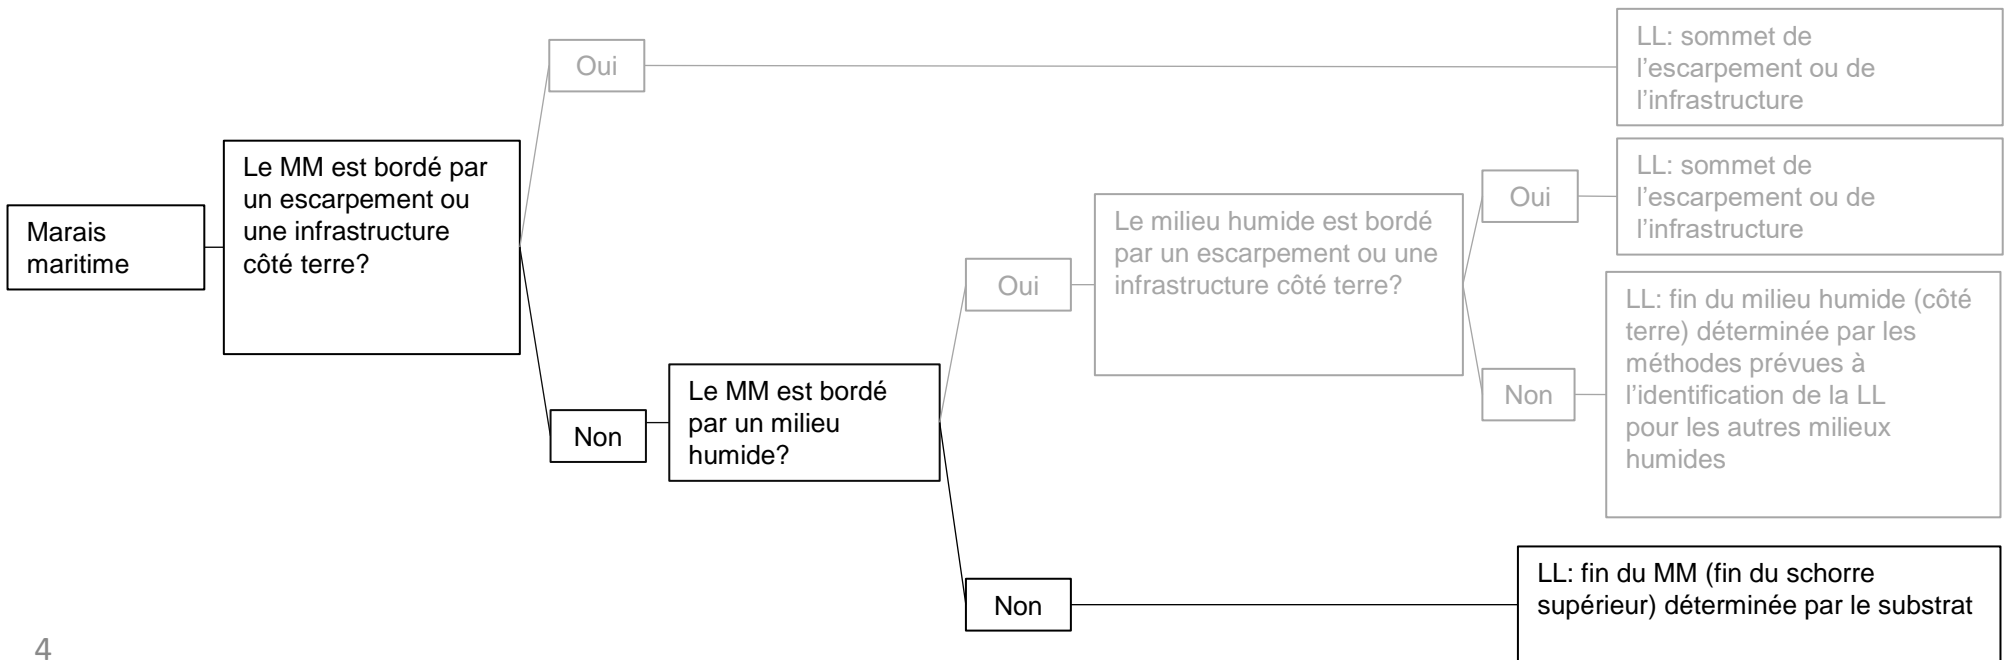 Marais
maritime
Le MM est bordé par
un escarpement ou
une infrastructure
côté terre?
Oui
LL: sommet de
l’escarpement ou de
l’infrastructure
Non
Le MM est bordé
par un milieu
humide?
Oui
Le milieu humide est bordé
par un escarpement ou une
infrastructure côté terre?
Oui
LL: sommet de
l’escarpement ou de
l’infrastructure
Non
LL: fin du milieu humide (côté
terre) déterminée par les
méthodes prévues à
l’identification de la LL
pour les autres milieux
humides
Non
LL: fin du MM (fin du schorre
supérieur) déterminée par le substrat
4